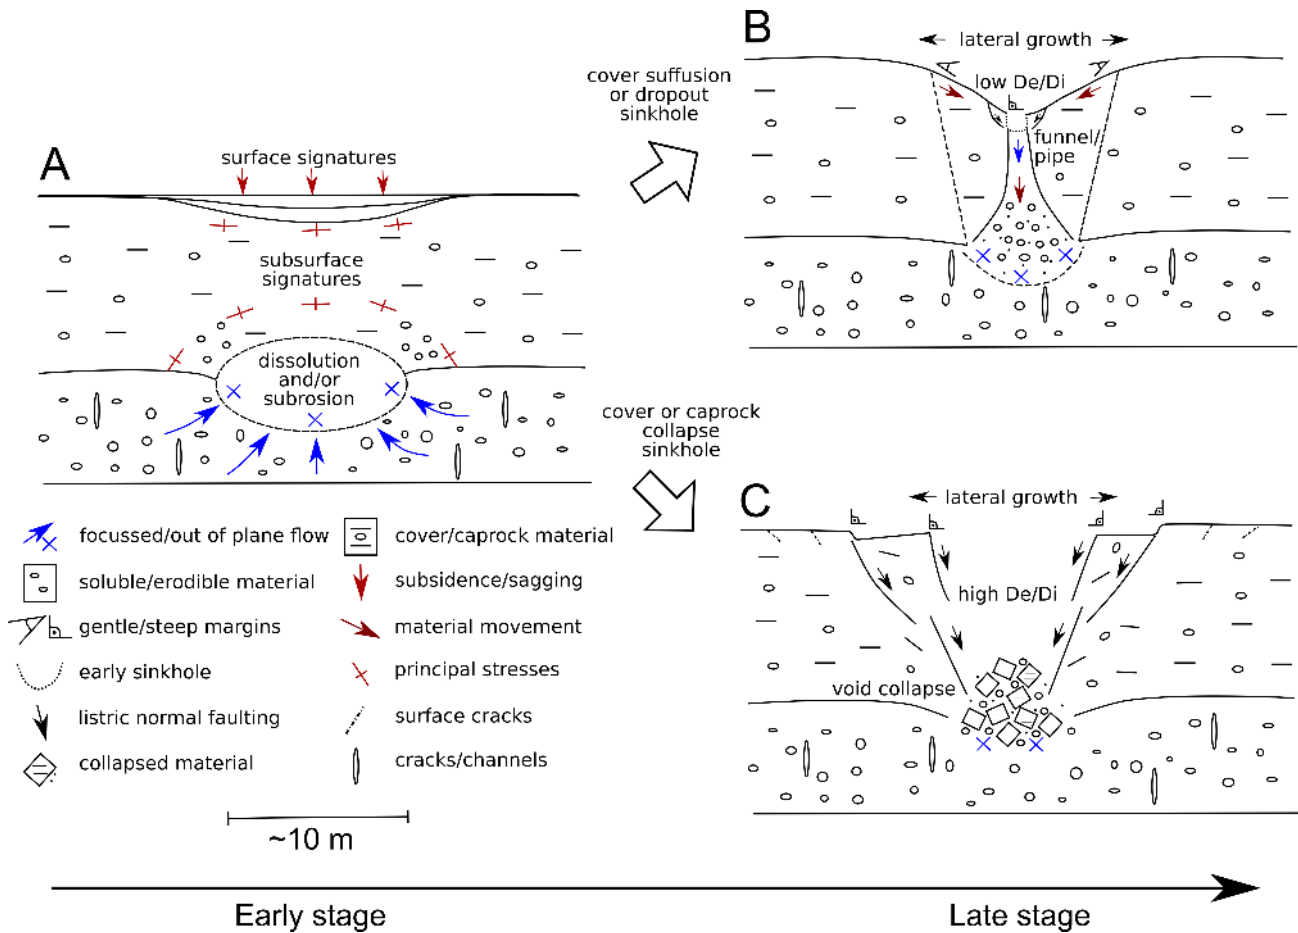 A
surface signatures
subsurface
signatures
dissolution
and/or
subrosion
cover suffusion
or dropout
sinkhole
B
lateral growth
low De/Di
funnel/
pipe
cover or caprock
collapse
sinkhole
C
lateral growth
high De/Di
void collapse
focussed/out of plane flow
cover/caprock material
soluble/erodible material
subsidence/sagging
gentle/steep margins
material movement
early sinkhole
principal stresses
listric normal faulting
surface cracks
collapsed material
cracks/channels
~10 m
Early stage
Late stage